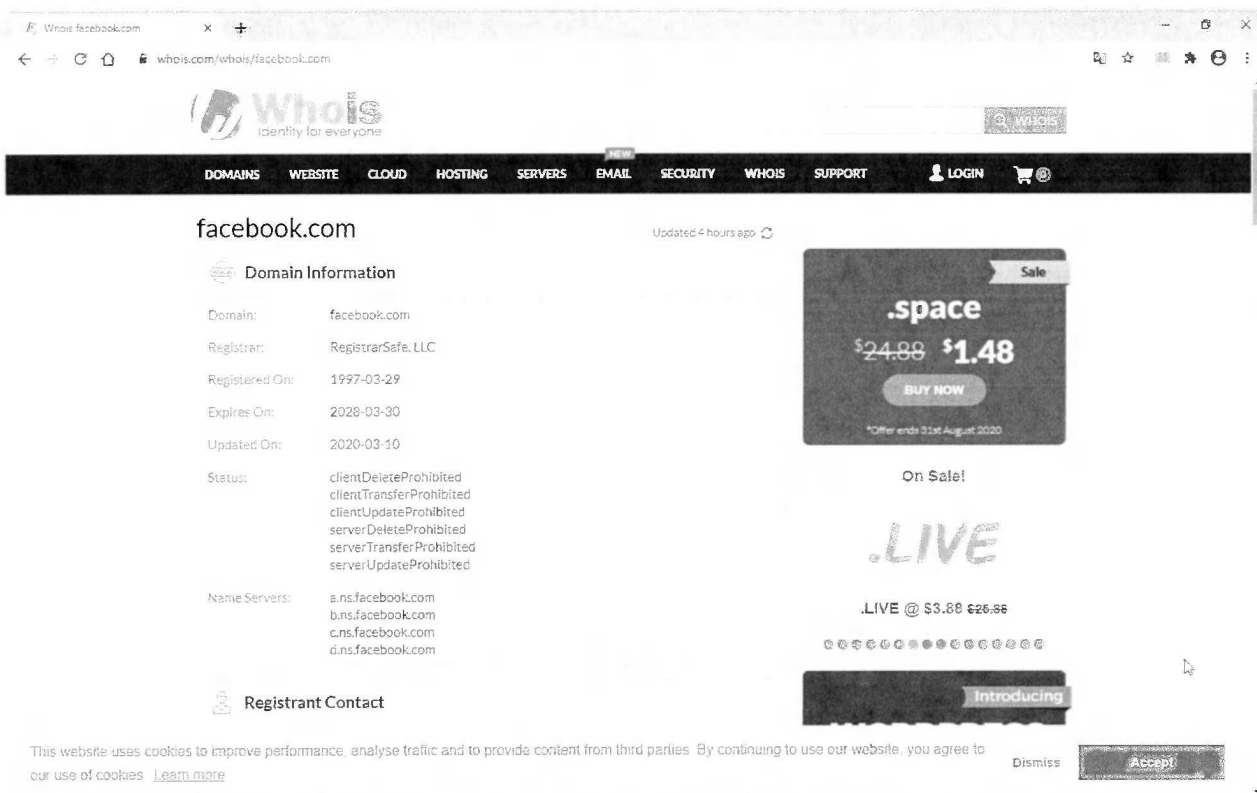 Whois facebook.com
whois.com/whois/facebook.com
Whois
Identity for everyone
WHOIS
NEW
DOMAINS WEBSITE CLOUD HOSTING SERVERS EMAIL SECURITY WHOIS SUPPORT LOGIN
facebook.com
Updated 4 hours ago
Domain Information
Domain: facebook.com
Registrar: RegistrarSafe, LLC
Registered On: 1997-03-29
Expires On: 2028-03-30
Updated On: 2020-03-10
Status: clientDeleteProhibited
clientTransferProhibited
clientUpdateProhibited
serverDeleteProhibited
serverTransferProhibited
serverUpdateProhibited
Name Servers: a.ns.facebook.com
b.ns.facebook.com
c.ns.facebook.com
d.ns.facebook.com
Registrant Contact
Sale
.space
$24.88 $1.48
BUY NOW
*Offer ends 31st August 2020
On Sale!
.LIVE
.LIVE @ $3.88
Introducing
This website uses cookies to improve performance, analyse traffic and to provide content from third parties. By continuing to use our website, you agree to
our use of cookies Learn more
Dismiss
Accept